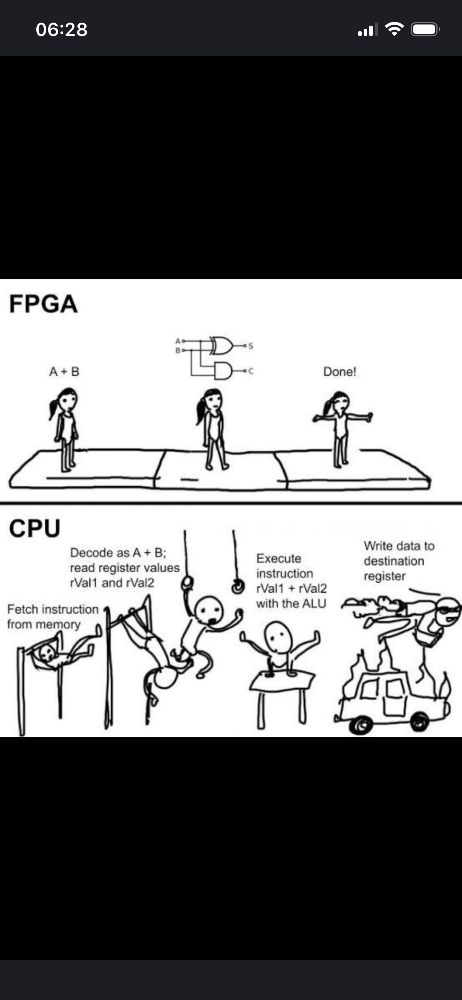 06:28
FPGA
A
B
S
C
A + B
Done!
CPU
Decode as A + B;
read register values
rVal1 and rVal2
Fetch instruction
from memory
Execute
instruction
rVal1 + rVal2
with the ALU
Write data to
destination
register